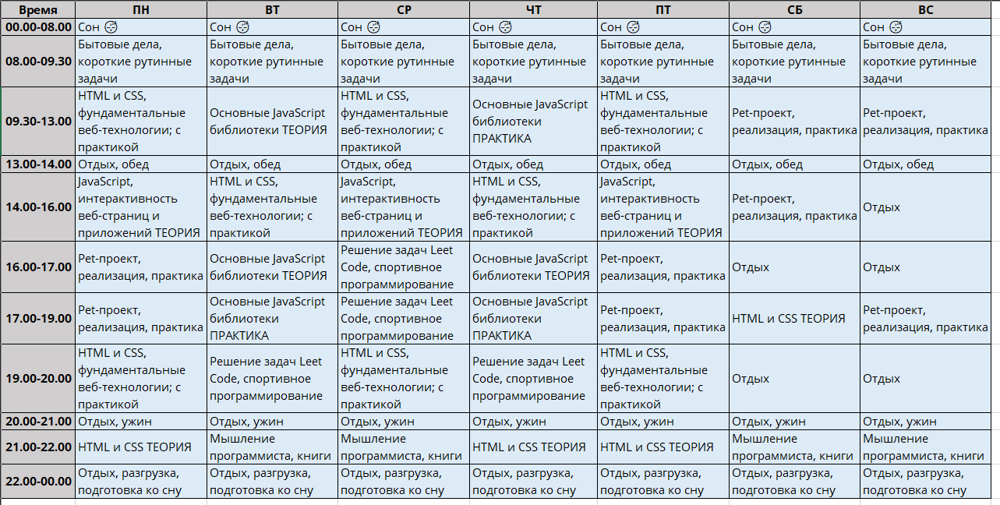 Время ПН ВТ СР ЧТ ПТ СБ ВС
00.00-08.00 Сон 😴 Сон 😴 Сон 😴 Сон 😴 Сон 😴 Сон 😴 Сон 😴
Бытовые дела, Бытовые дела, Бытовые дела, Бытовые дела, Бытовые дела, Бытовые дела, Бытовые дела,
08.00-09.30 короткие рутинные короткие рутинные короткие рутинные короткие рутинные короткие рутинные короткие рутинные короткие рутинные
задачи задачи задачи задачи задачи задачи задачи
HTML и CSS, HTML и CSS, HTML и CSS,
Основные JavaScript
фундаментальные Основные JavaScript фундаментальные библиотеки фундаментальные Pet-проект, Pet-проект,
09.30-13.00 веб-технологии; с библиотеки ТЕОРИЯ веб-технологии; с ПРАКТИКА веб-технологии; с реализация, практика реализация, практика
практикой практикой практикой
13.00-14.00 Отдых, обед Отдых, обед Отдых, обед Отдых, обед Отдых, обед Отдых, обед Отдых, обед
JavaScript, HTML и CSS, JavaScript, HTML и CSS, JavaScript,
интерактивность фундаментальные интерактивность фундаментальные интерактивность Pet-проект,
14.00-16.00 веб-страниц и веб-технологии; с веб-страниц и веб-технологии; с веб-страниц и реализация, практика Отдых
приложений ТЕОРИЯ практикой приложений ТЕОРИЯ практикой приложений ТЕОРИЯ
Решение задач Leet
Pet-проект, Основные JavaScript Code, спортивное Основные JavaScript Pet-проект,
16.00-17.00 реализация, практика библиотеки ТЕОРИЯ программирование библиотеки ТЕОРИЯ реализация, практика Отдых Отдых
Основные JavaScript Решение задач Leet Основные JavaScript
Pet-проект, библиотеки Code, спортивное библиотеки Pet-проект, Pet-проект,
17.00-19.00 реализация, практика ПРАКТИКА программирование ПРАКТИКА реализация, практика HTML и CSS ТЕОРИЯ реализация, практика
HTML и CSS, HTML и CSS, HTML и CSS,
фундаментальные Решение задач Leet фундаментальные Решение задач Leet фундаментальные
19.00-20.00 веб-технологии; с Code, спортивное веб-технологии; с Code, спортивное веб-технологии; с Отдых Отдых
практикой программирование практикой программирование практикой
20.00-21.00 Отдых, ужин Отдых, ужин Отдых, ужин Отдых, ужин Отдых, ужин Отдых, ужин Отдых, ужин
Мышление Мышление Мышление Мышление
21.00-22.00 HTML и CSS ТЕОРИЯ программиста, книги программиста, книги HTML и CSS ТЕОРИЯ HTML и CSS ТЕОРИЯ программиста, книги программиста, книги
Отдых, разгрузка, Отдых, разгрузка, Отдых, разгрузка, Отдых, разгрузка, Отдых, разгрузка, Отдых, разгрузка, Отдых, разгрузка,
22.00-00.00 подготовка ко сну подготовка ко сну подготовка ко сну подготовка ко сну подготовка ко сну подготовка ко сну подготовка ко сну